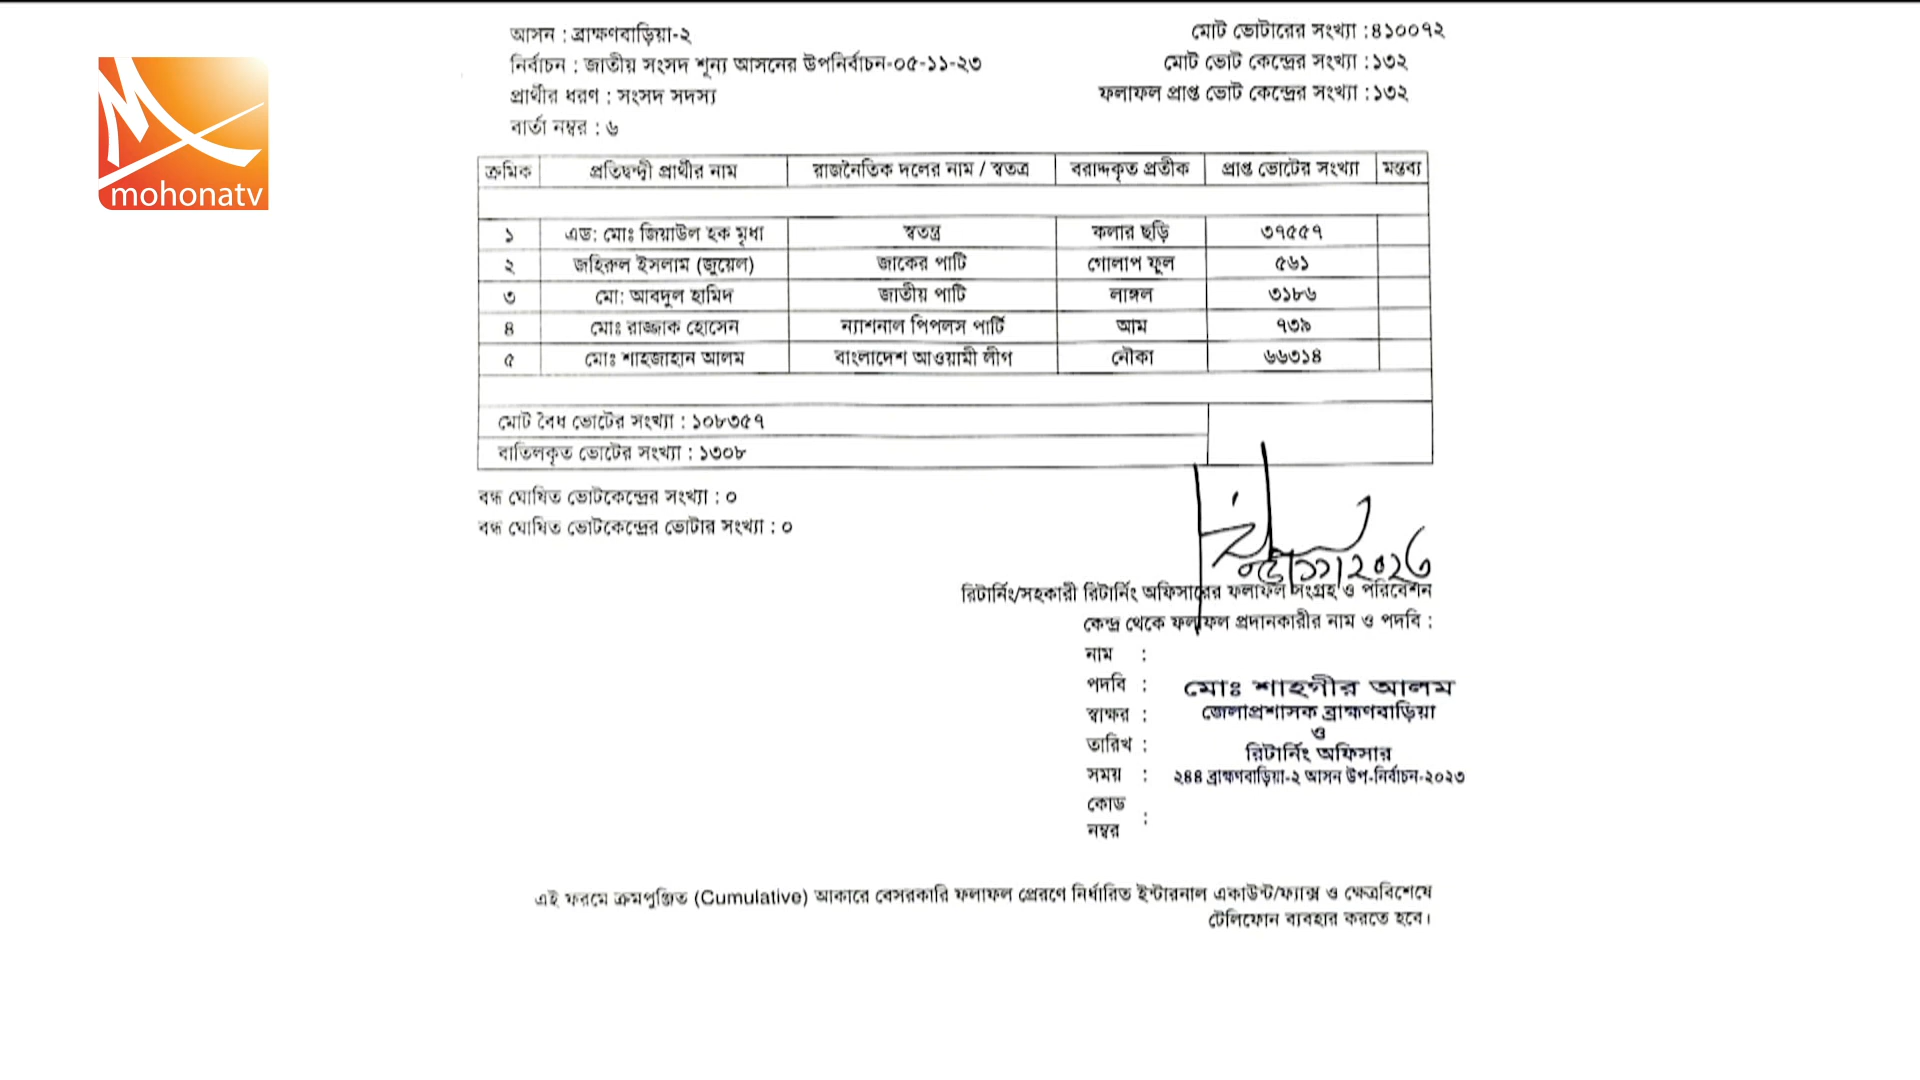 mohonatv
আসন : ব্রাহ্মণবাড়িয়া-২
নির্বাচন : জাতীয় সংসদ শূন্য আসনের উপনির্বাচন-০৫-১১-২৩
প্রার্থীর ধরণ : সংসদ সদস্য
বার্তা নম্বর : ৬
মোট ভোটারের সংখ্যা :৪১০০৭২
মোট ভোট কেন্দ্রের সংখ্যা :১৩২
ফলাফল প্রাপ্ত ভোট কেন্দ্রের সংখ্যা :১৩২
ক্রমিক প্রতিদ্বন্দী প্রার্থীর নাম রাজনৈতিক দলের নাম / স্বতন্ত্র বরাদ্দকৃত প্রতীক প্রাপ্ত ভোটের সংখ্যা মন্তব্য
১ এড: মোঃ জিয়াউল হক মৃধা স্বতন্ত্র কলার ছড়ি ৩৭৫৫৭
২ জহিরুল ইসলাম (জুয়েল) জাকের পার্টি গোলাপ ফুল ৫৬১
৩ মো: আবদুল হামিদ জাতীয় পার্টি লাঙ্গল ৩১৮৬
৪ মোঃ রাজ্জাক হোসেন ন্যাশনাল পিপলস পার্টি আম ৭৩৯
৫ মোঃ শাহজাহান আলম বাংলাদেশ আওয়ামী লীগ নৌকা ৬৬৩১৪
মোট বৈধ ভোটের সংখ্যা : ১০৮৩৫৭
বাতিলকৃত ভোটের সংখ্যা : ১৩০৮
বন্ধ ঘোষিত ভোটকেন্দ্রের সংখ্যা : ০
বন্ধ ঘোষিত ভোটকেন্দ্রের ভোটার সংখ্যা : ০
০৫/১১/২০২৩
রিটার্নিং/সহকারী রিটার্নিং অফিসারের ফলাফল সংগ্রহ ও পরিবেশন
কেন্দ্র থেকে ফলাফল প্রদানকারীর নাম ও পদবি :
নাম :
পদবি :
স্বাক্ষর :
তারিখ :
সময় :
কোড নম্বর :
মোঃ শাহগীর আলম
জেলাপ্রশাসক ব্রাহ্মণবাড়িয়া
ও
রিটার্নিং অফিসার
২৪৪ ব্রাহ্মণবাড়িয়া-২ আসন উপ-নির্বাচন-২০২৩
এই ফরমে ক্রমপুঞ্জিত (Cumulative) আকারে বেসরকারি ফলাফল প্রেরণে নির্ধারিত ইন্টারনাল একাউন্ট/ফ্যাক্স ও ক্ষেত্রবিশেষে
টেলিফোন ব্যবহার করতে হবে।